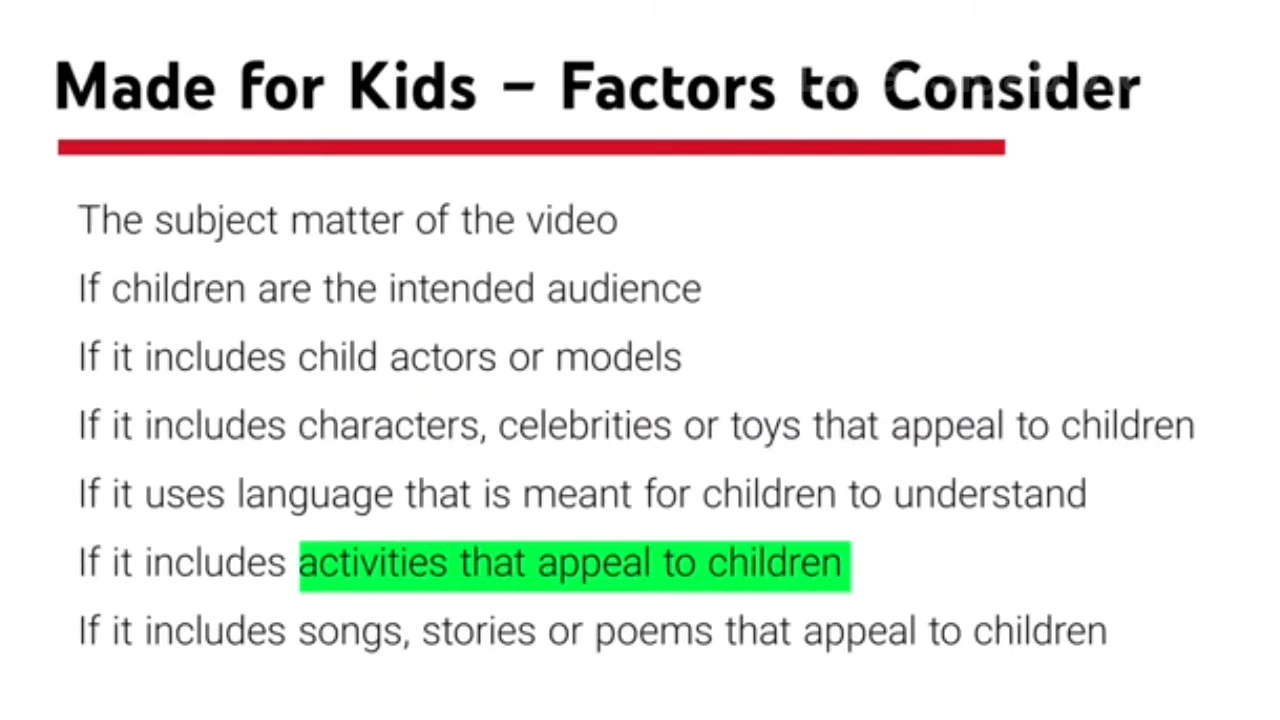 Made for Kids – Factors to Consider
The subject matter of the video
If children are the intended audience
If it includes child actors or models
If it includes characters, celebrities or toys that appeal to children
If it uses language that is meant for children to understand
If it includes activities that appeal to children
If it includes songs, stories or poems that appeal to children